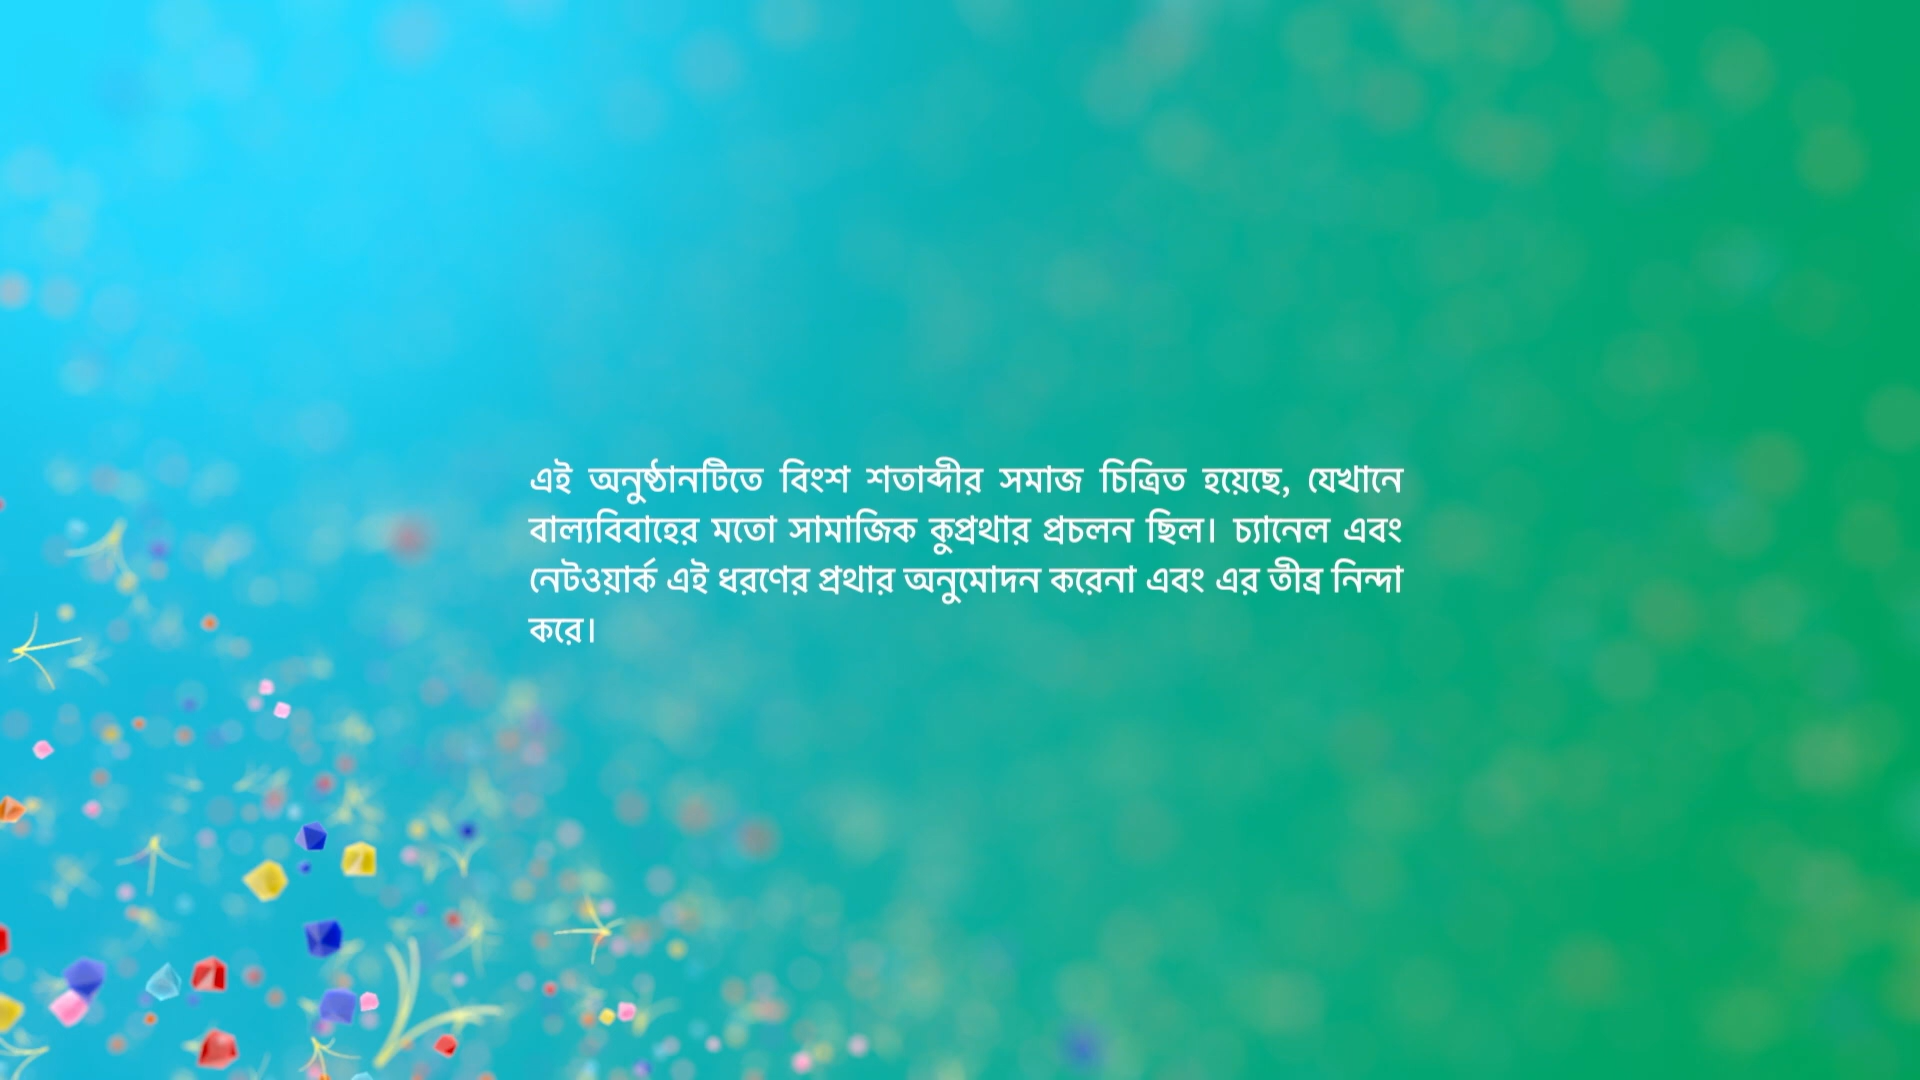 এই অনুষ্ঠানটিতে বিংশ শতাব্দীর সমাজ চিত্রিত হয়েছে, যেখানে
বাল্যবিবাহের মতো সামাজিক কুপ্রথার প্রচলন ছিল। চ্যানেল এবং
নেটওয়ার্ক এই ধরণের প্রথার অনুমোদন করেনা এবং এর তীব্র নিন্দা
করে।